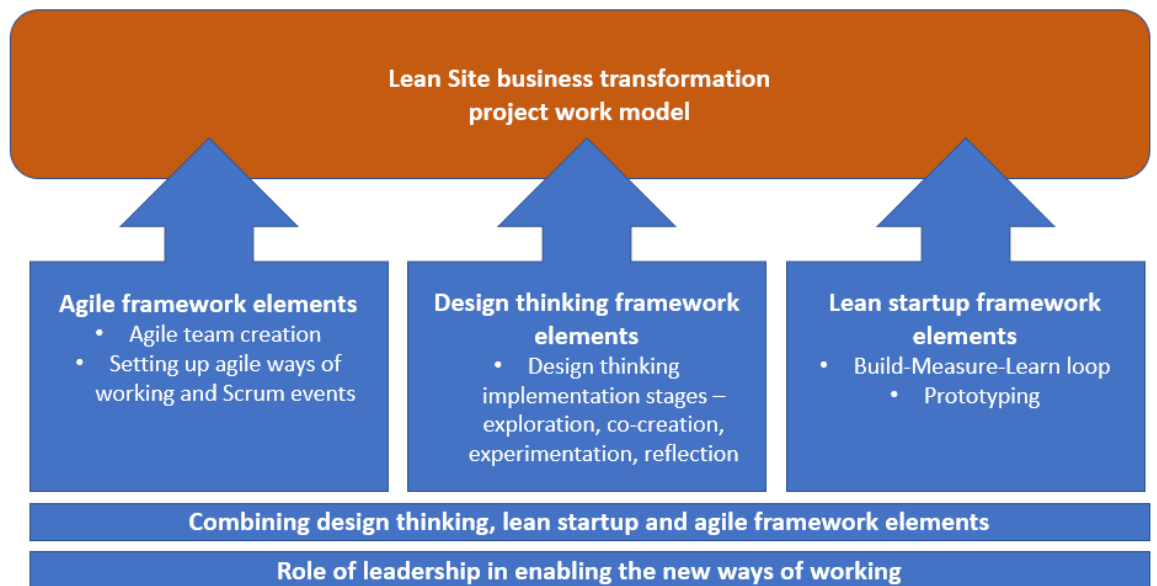 Lean Site business transformation
project work model
Agile framework elements
• Agile team creation
• Setting up agile ways of
working and Scrum events
Design thinking framework
elements
• Design thinking
implementation stages –
exploration, co-creation,
experimentation, reflection
Lean startup framework
elements
• Build-Measure-Learn loop
• Prototyping
Combining design thinking, lean startup and agile framework elements
Role of leadership in enabling the new ways of working